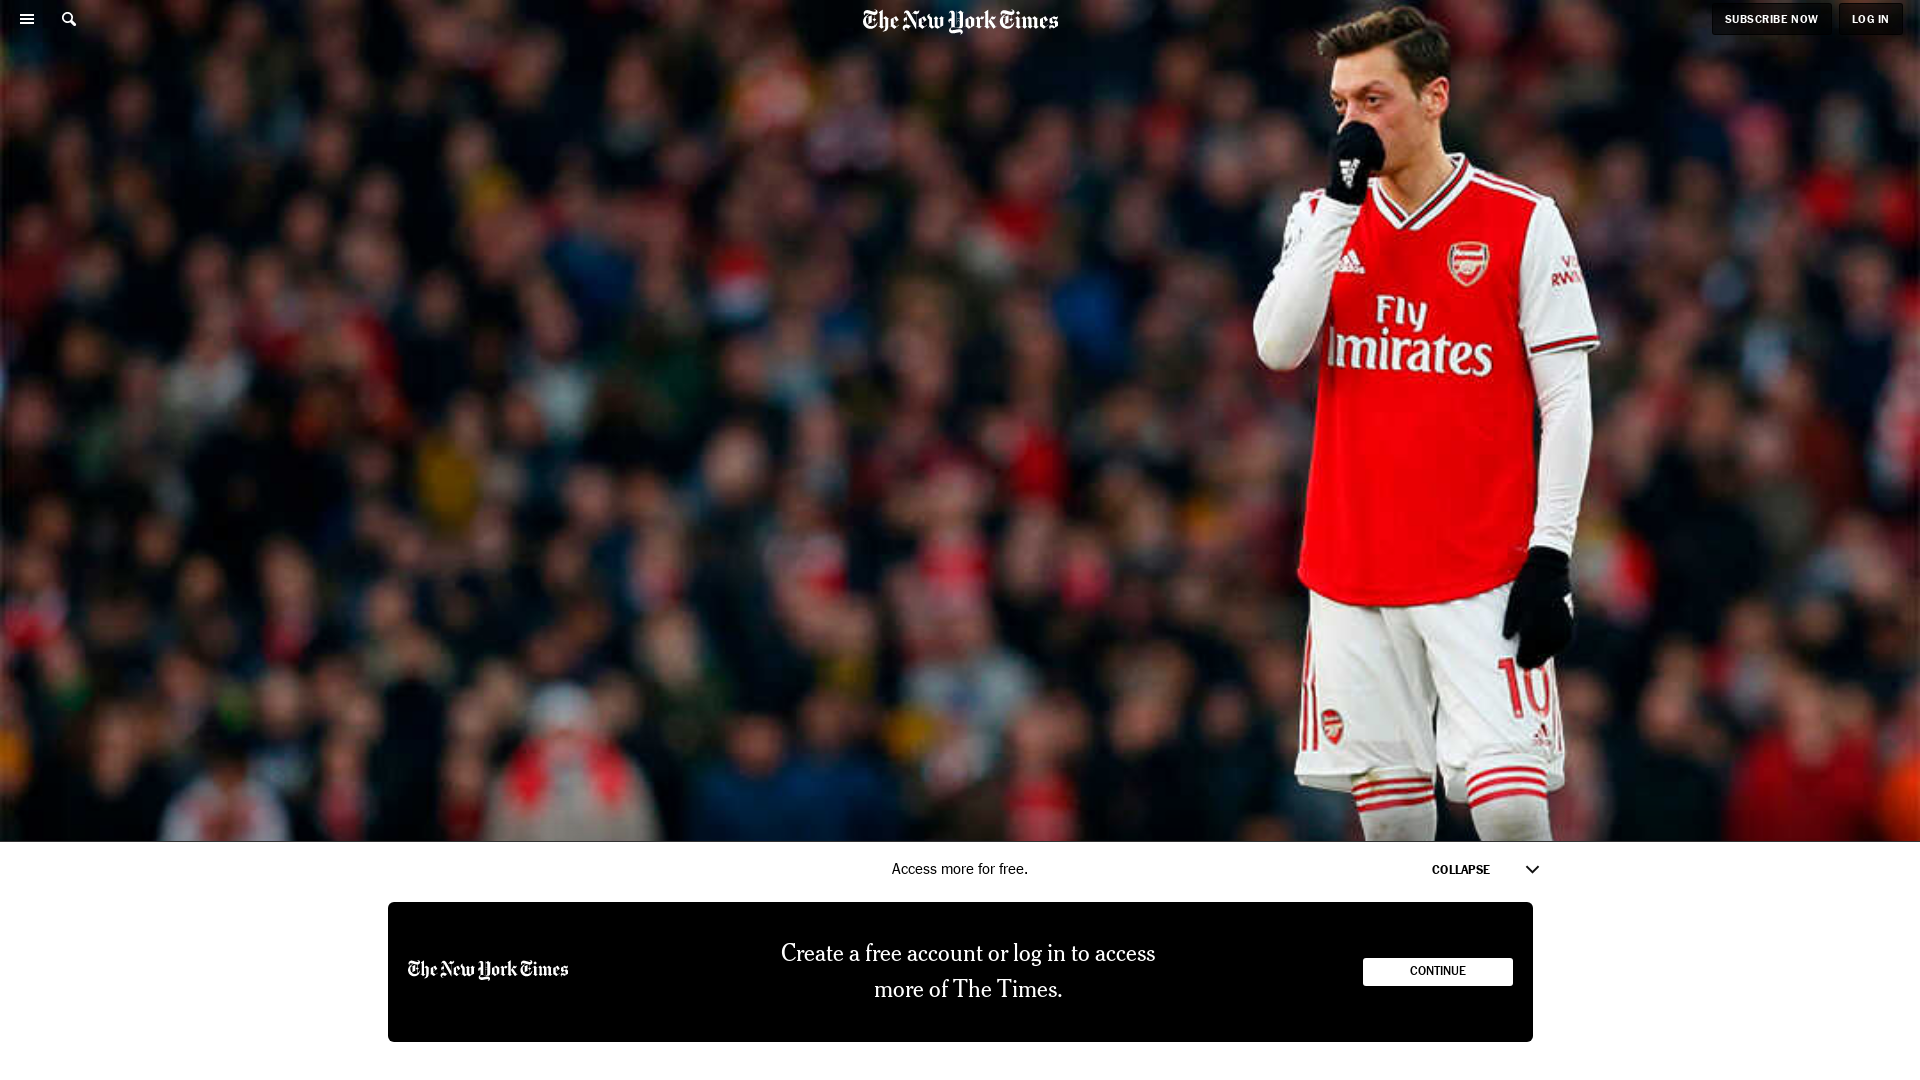 The New York Times
SUBSCRIBE NOW
LOG IN
Fly
Emirates
10
Access more for free.
COLLAPSE
The New York Times
Create a free account or log in to access
more of The Times.
CONTINUE